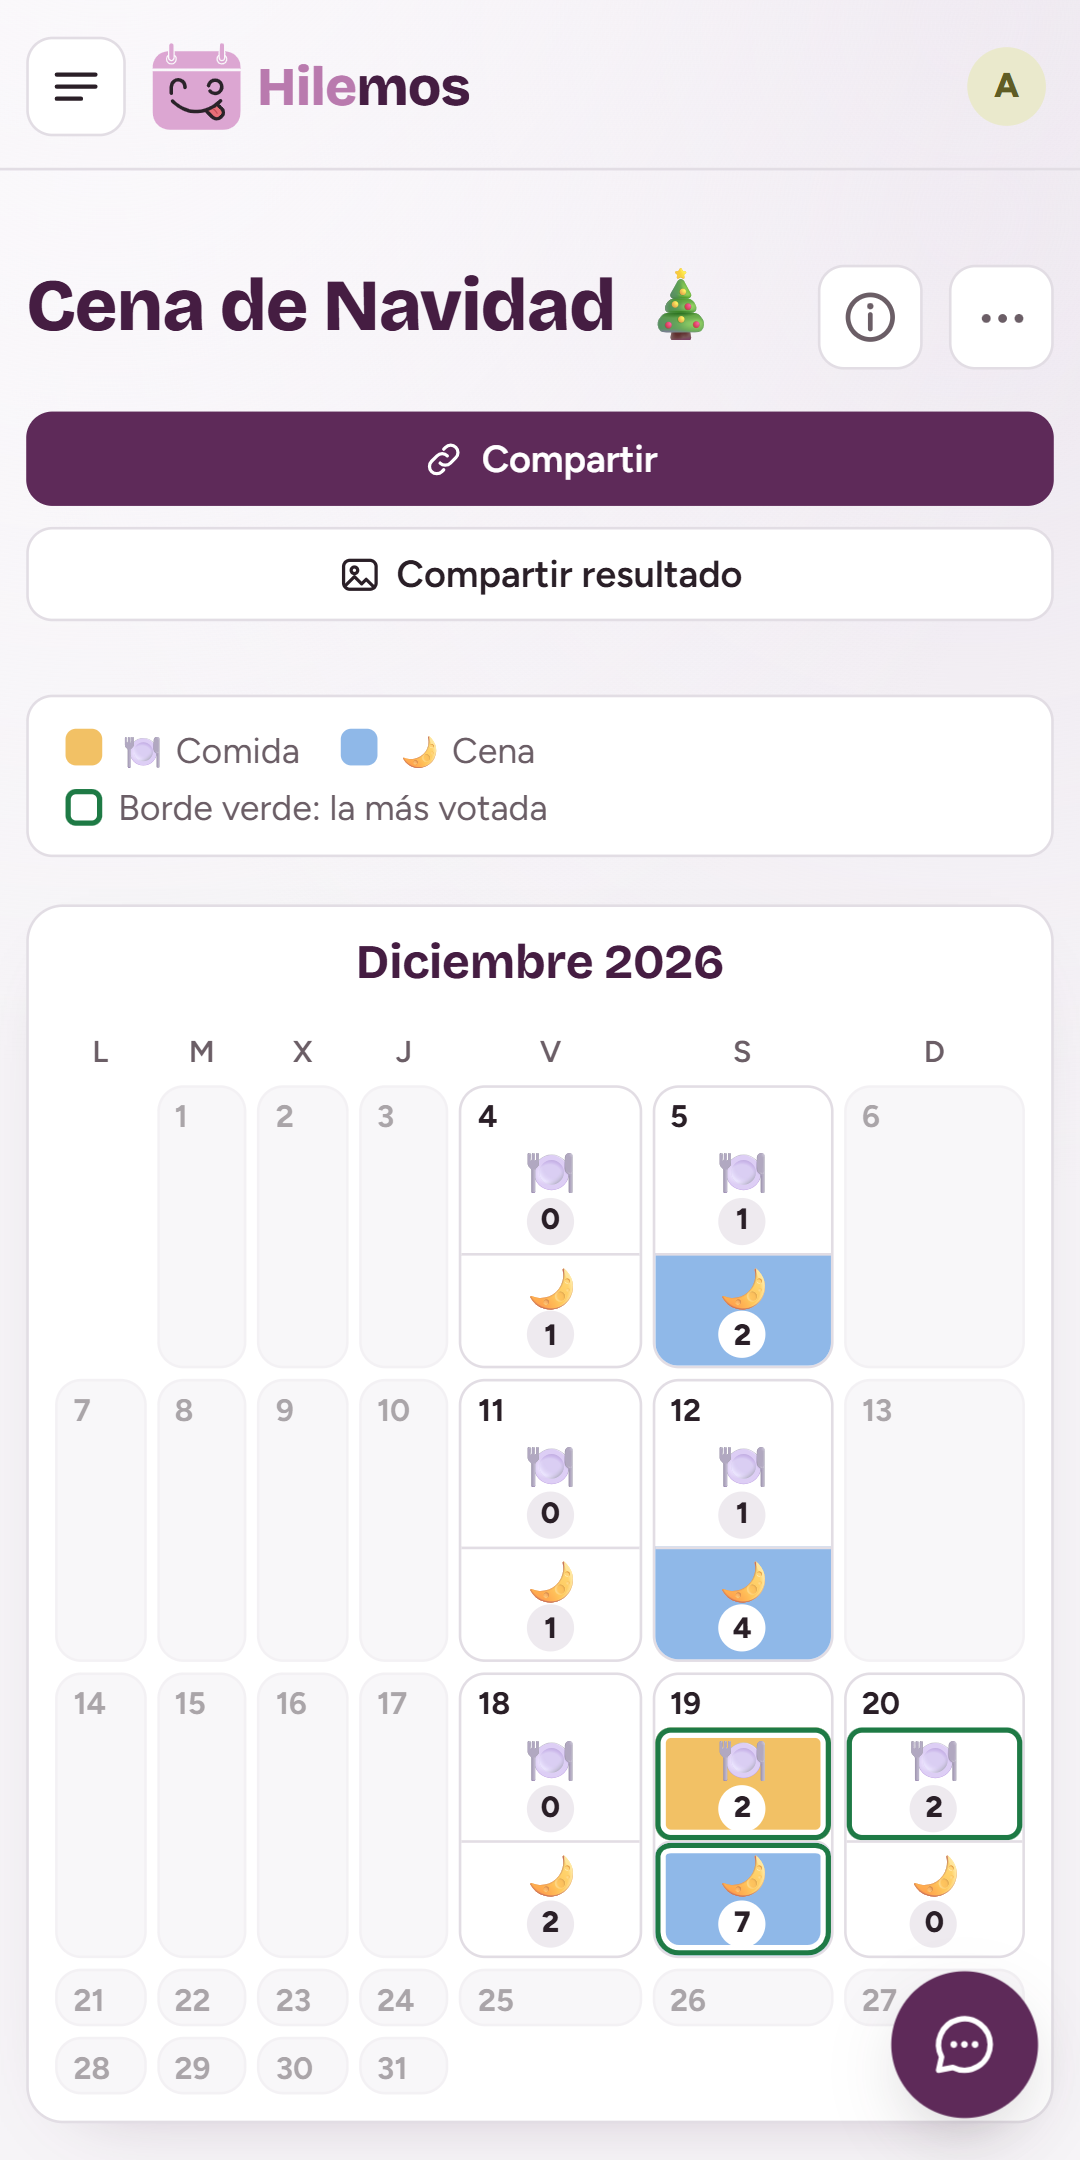 Hilemos
A
Cena de Navidad 🎄
Compartir
Compartir resultado
🍽️ Comida 🌙 Cena
Borde verde: la más votada
Diciembre 2026
L M X J V S D
1 2 3 4 5 6
0 1
1 2
7 8 9 10 11 12 13
0 1
1 4
14 15 16 17 18 19 20
0 2 2
2 7 0
21 22 23 24 25 26 27
28 29 30 31